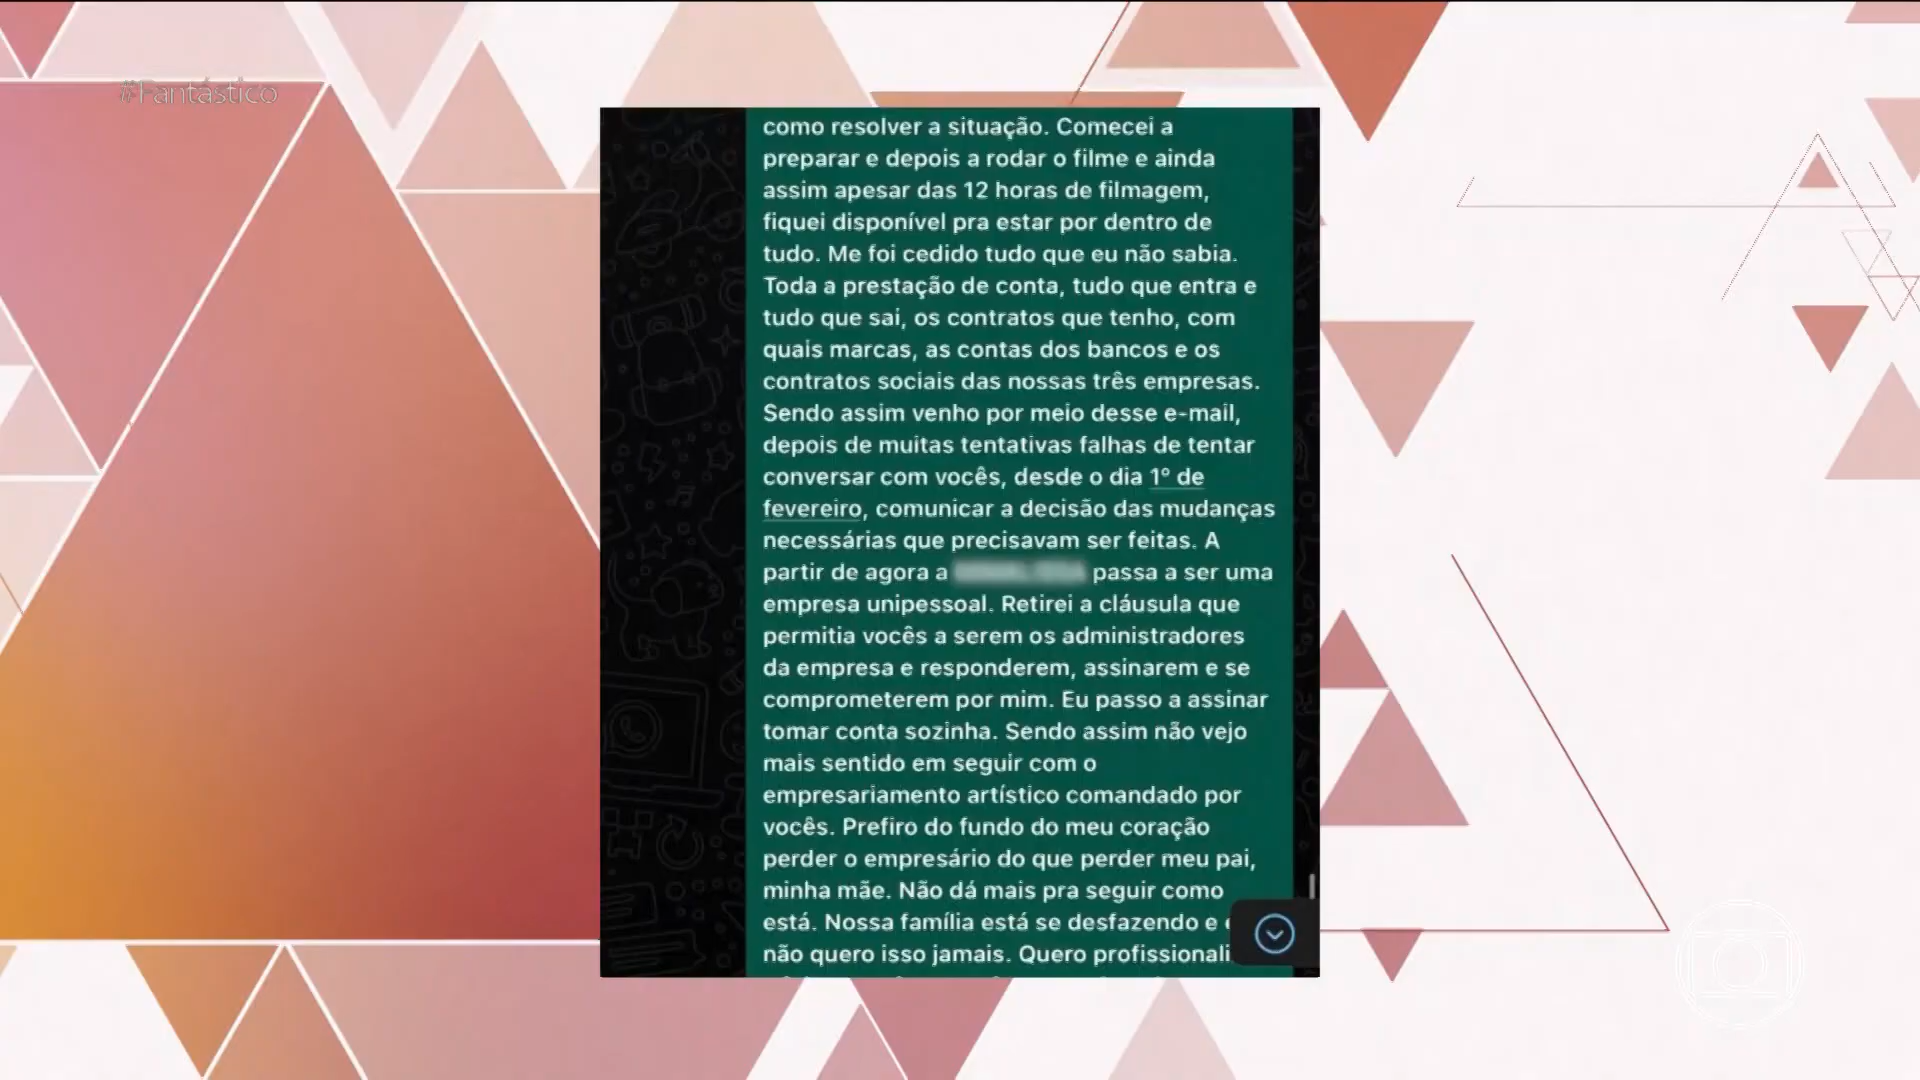 #Fantástico
como resolver a situação. Comecei a
preparar e depois a rodar o filme e ainda
assim apesar das 12 horas de filmagem,
fiquei disponível pra estar por dentro de
tudo. Me foi cedido tudo que eu não sabia.
Toda a prestação de conta, tudo que entra e
tudo que sai, os contratos que tenho, com
quais marcas, as contas dos bancos e os
contratos sociais das nossas três empresas.
Sendo assim venho por meio desse e-mail,
depois de muitas tentativas falhas de tentar
conversar com vocês, desde o dia 1º de
fevereiro, comunicar a decisão das mudanças
necessárias que precisavam ser feitas. A
partir de agora a passa a ser uma
empresa unipessoal. Retirei a cláusula que
permitia vocês a serem os administradores
da empresa e responderem, assinarem e se
comprometerem por mim. Eu passo a assinar
tomar conta sozinha. Sendo assim não vejo
mais sentido em seguir com o
empresariamento artístico comandado por
vocês. Prefiro do fundo do meu coração
perder o empresário do que perder meu pai,
minha mãe. Não dá mais pra seguir como
está. Nossa família está se desfazendo e e
não quero isso jamais. Quero profissionali